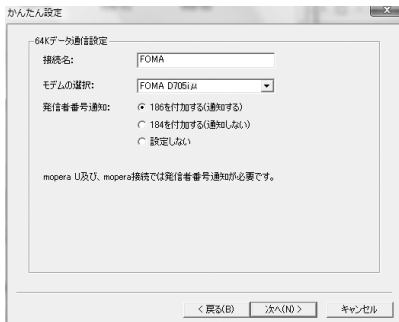 かんたん設定
64Kデータ通信設定
接続名: FOMA
モデムの選択: FOMA D705iμ
発信者番号通知: 186を付加する(通知する)
184を付加する(通知しない)
設定しない
mopera U及び、mopera接続では発信者番号通知が必要です。
< 戻る(B) 次へ(N) > キャンセル